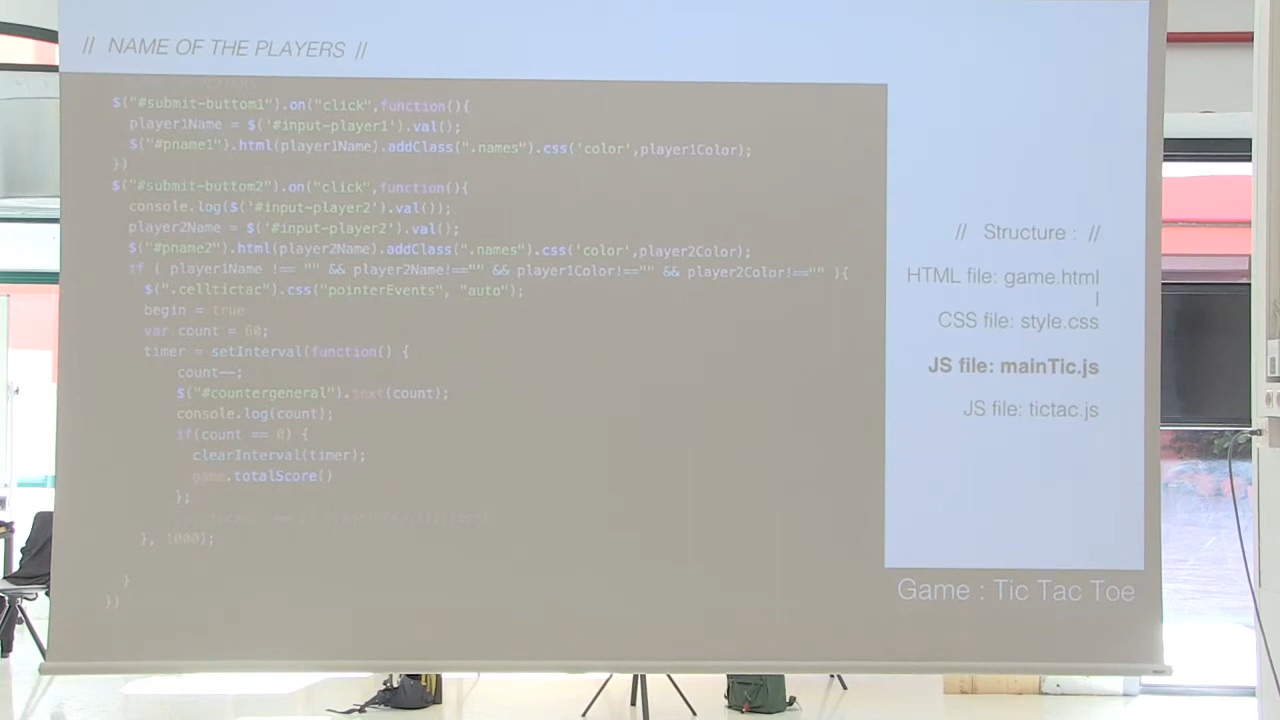 // NAME OF THE PLAYERS //
$("#submit-buttom1").on("click",function(){
player1Name = $('#input-player1').val();
$("#pname1").html(player1Name).addClass(".names").css('color',player1Color);
})
$("#submit-buttom2").on("click",function(){
console.log($('#input-player2').val());
player2Name = $('#input-player2').val();
$("#pname2").html(player2Name).addClass(".names").css('color',player2Color);
if ( player1Name !== "" && player2Name!=="" && player1Color!=="" && player2Color!=="" ){
$(".celltictac").css("pointerEvents", "auto");
begin = true
var count = 60;
timer = setInterval(function() {
count--;
$("#countergeneral").text(count);
console.log(count);
if(count == 0) {
clearInterval(timer);
game.totalScore()
};
}, 1000);
}
})
// Structure : //
HTML file: game.html
l
CSS file: style.css
JS file: mainTic.js
JS file: tictac.js
Game : Tic Tac Toe